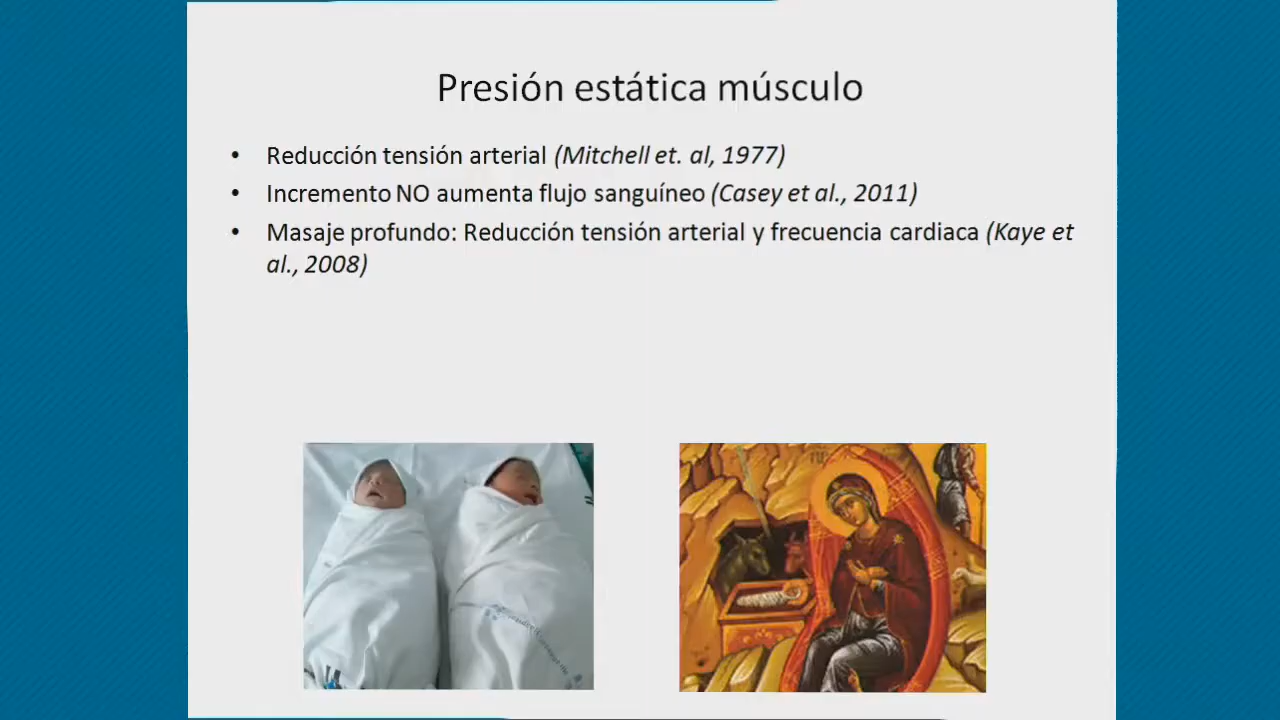 Presión estática músculo
• Reducción tensión arterial (Mitchell et. al, 1977)
• Incremento NO aumenta flujo sanguíneo (Casey et al., 2011)
• Masaje profundo: Reducción tensión arterial y frecuencia cardiaca (Kaye et
al., 2008)